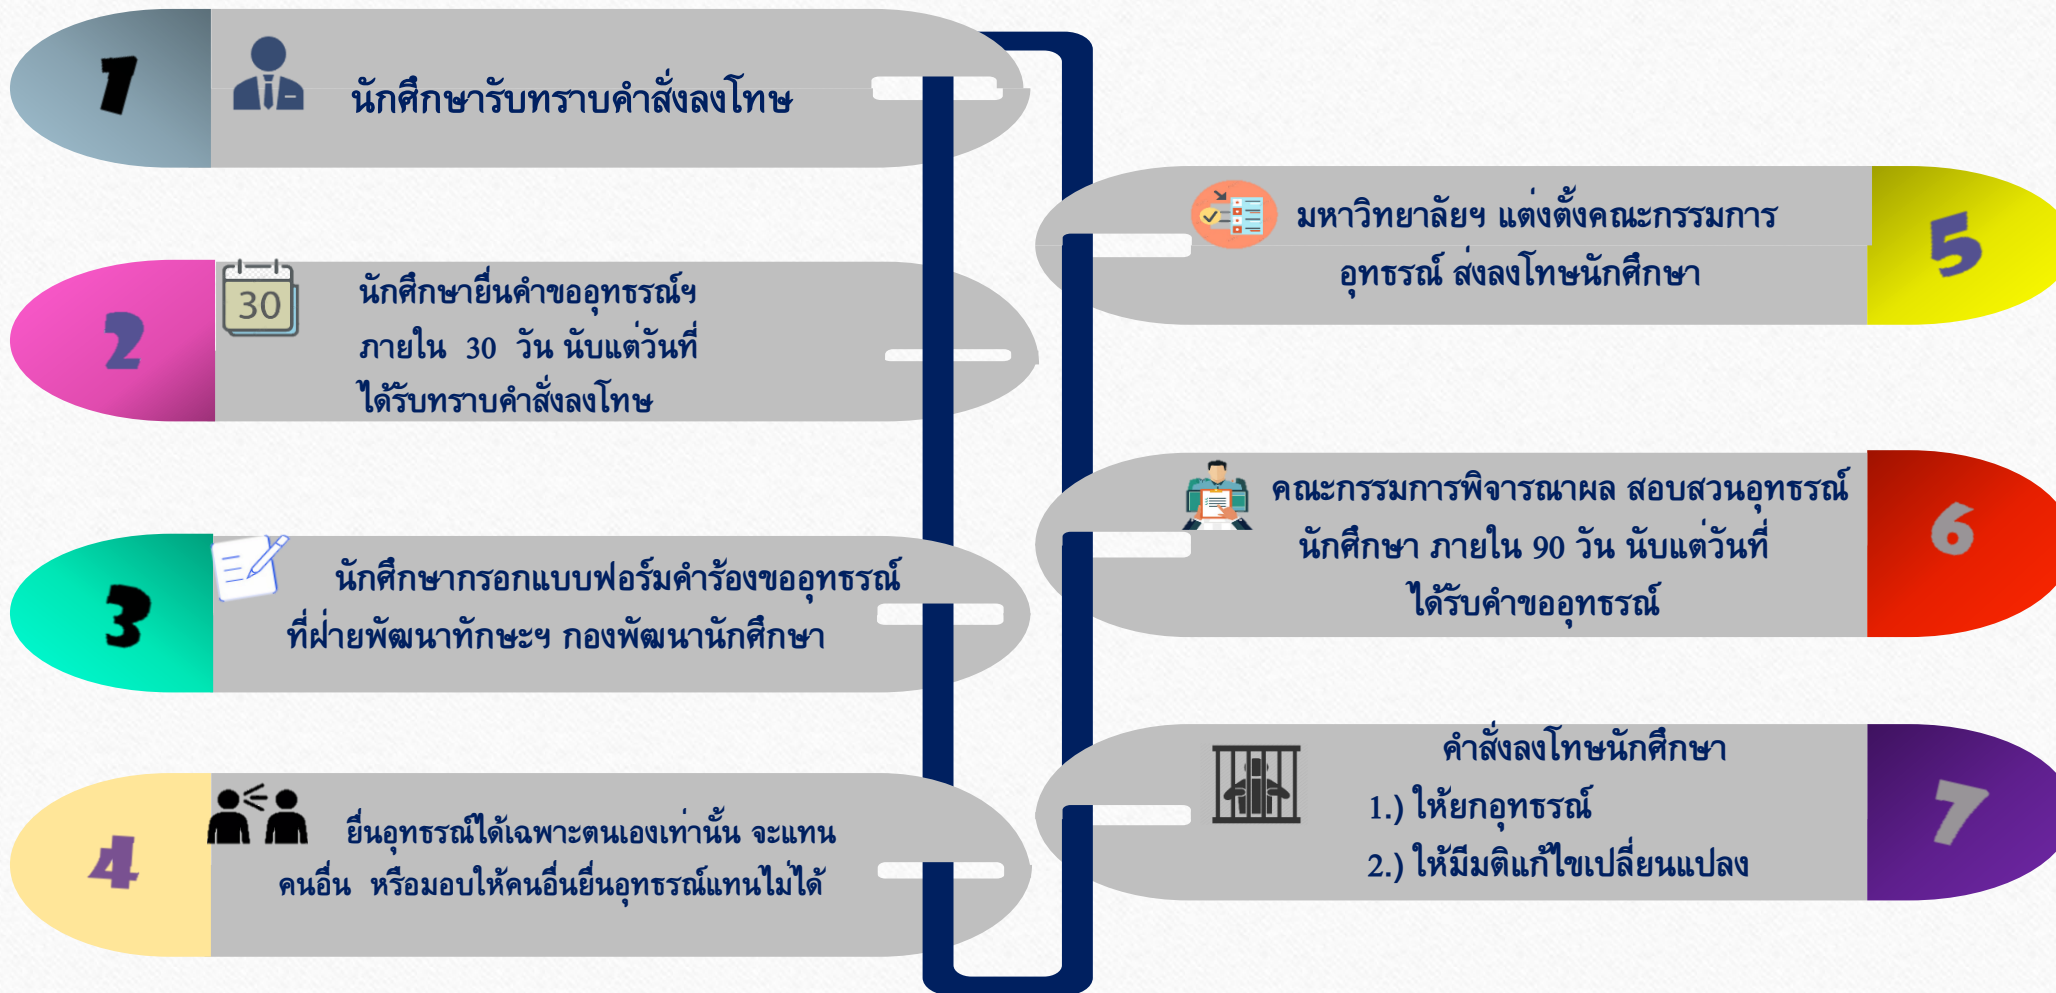 1
นักศึกษารับทราบคำสั่งลงโทษ
2
30
นักศึกษายื่นคำขออุทธรณ์ฯ
ภายใน 30 วัน นับแต่วันที่
ได้รับทราบคำสั่งลงโทษ
3
นักศึกษากรอกแบบฟอร์มคำร้องขออุทธรณ์
ที่ฝ่ายพัฒนาทักษะฯ กองพัฒนานักศึกษา
4
ยื่นอุทธรณ์ได้เฉพาะตนเองเท่านั้น จะแทน
คนอื่น หรือมอบให้คนอื่นยื่นอุทธรณ์แทนไม่ได้
5
มหาวิทยาลัยฯ แต่งตั้งคณะกรรมการ
อุทธรณ์ ส่งลงโทษนักศึกษา
6
คณะกรรมการพิจารณาผล สอบสวนอุทธรณ์
นักศึกษา ภายใน 90 วัน นับแต่วันที่
ได้รับคำขออุทธรณ์
7
คำสั่งลงโทษนักศึกษา
1.) ให้ยกอุทธรณ์
2.) ให้มีมติแก้ไขเปลี่ยนแปลง